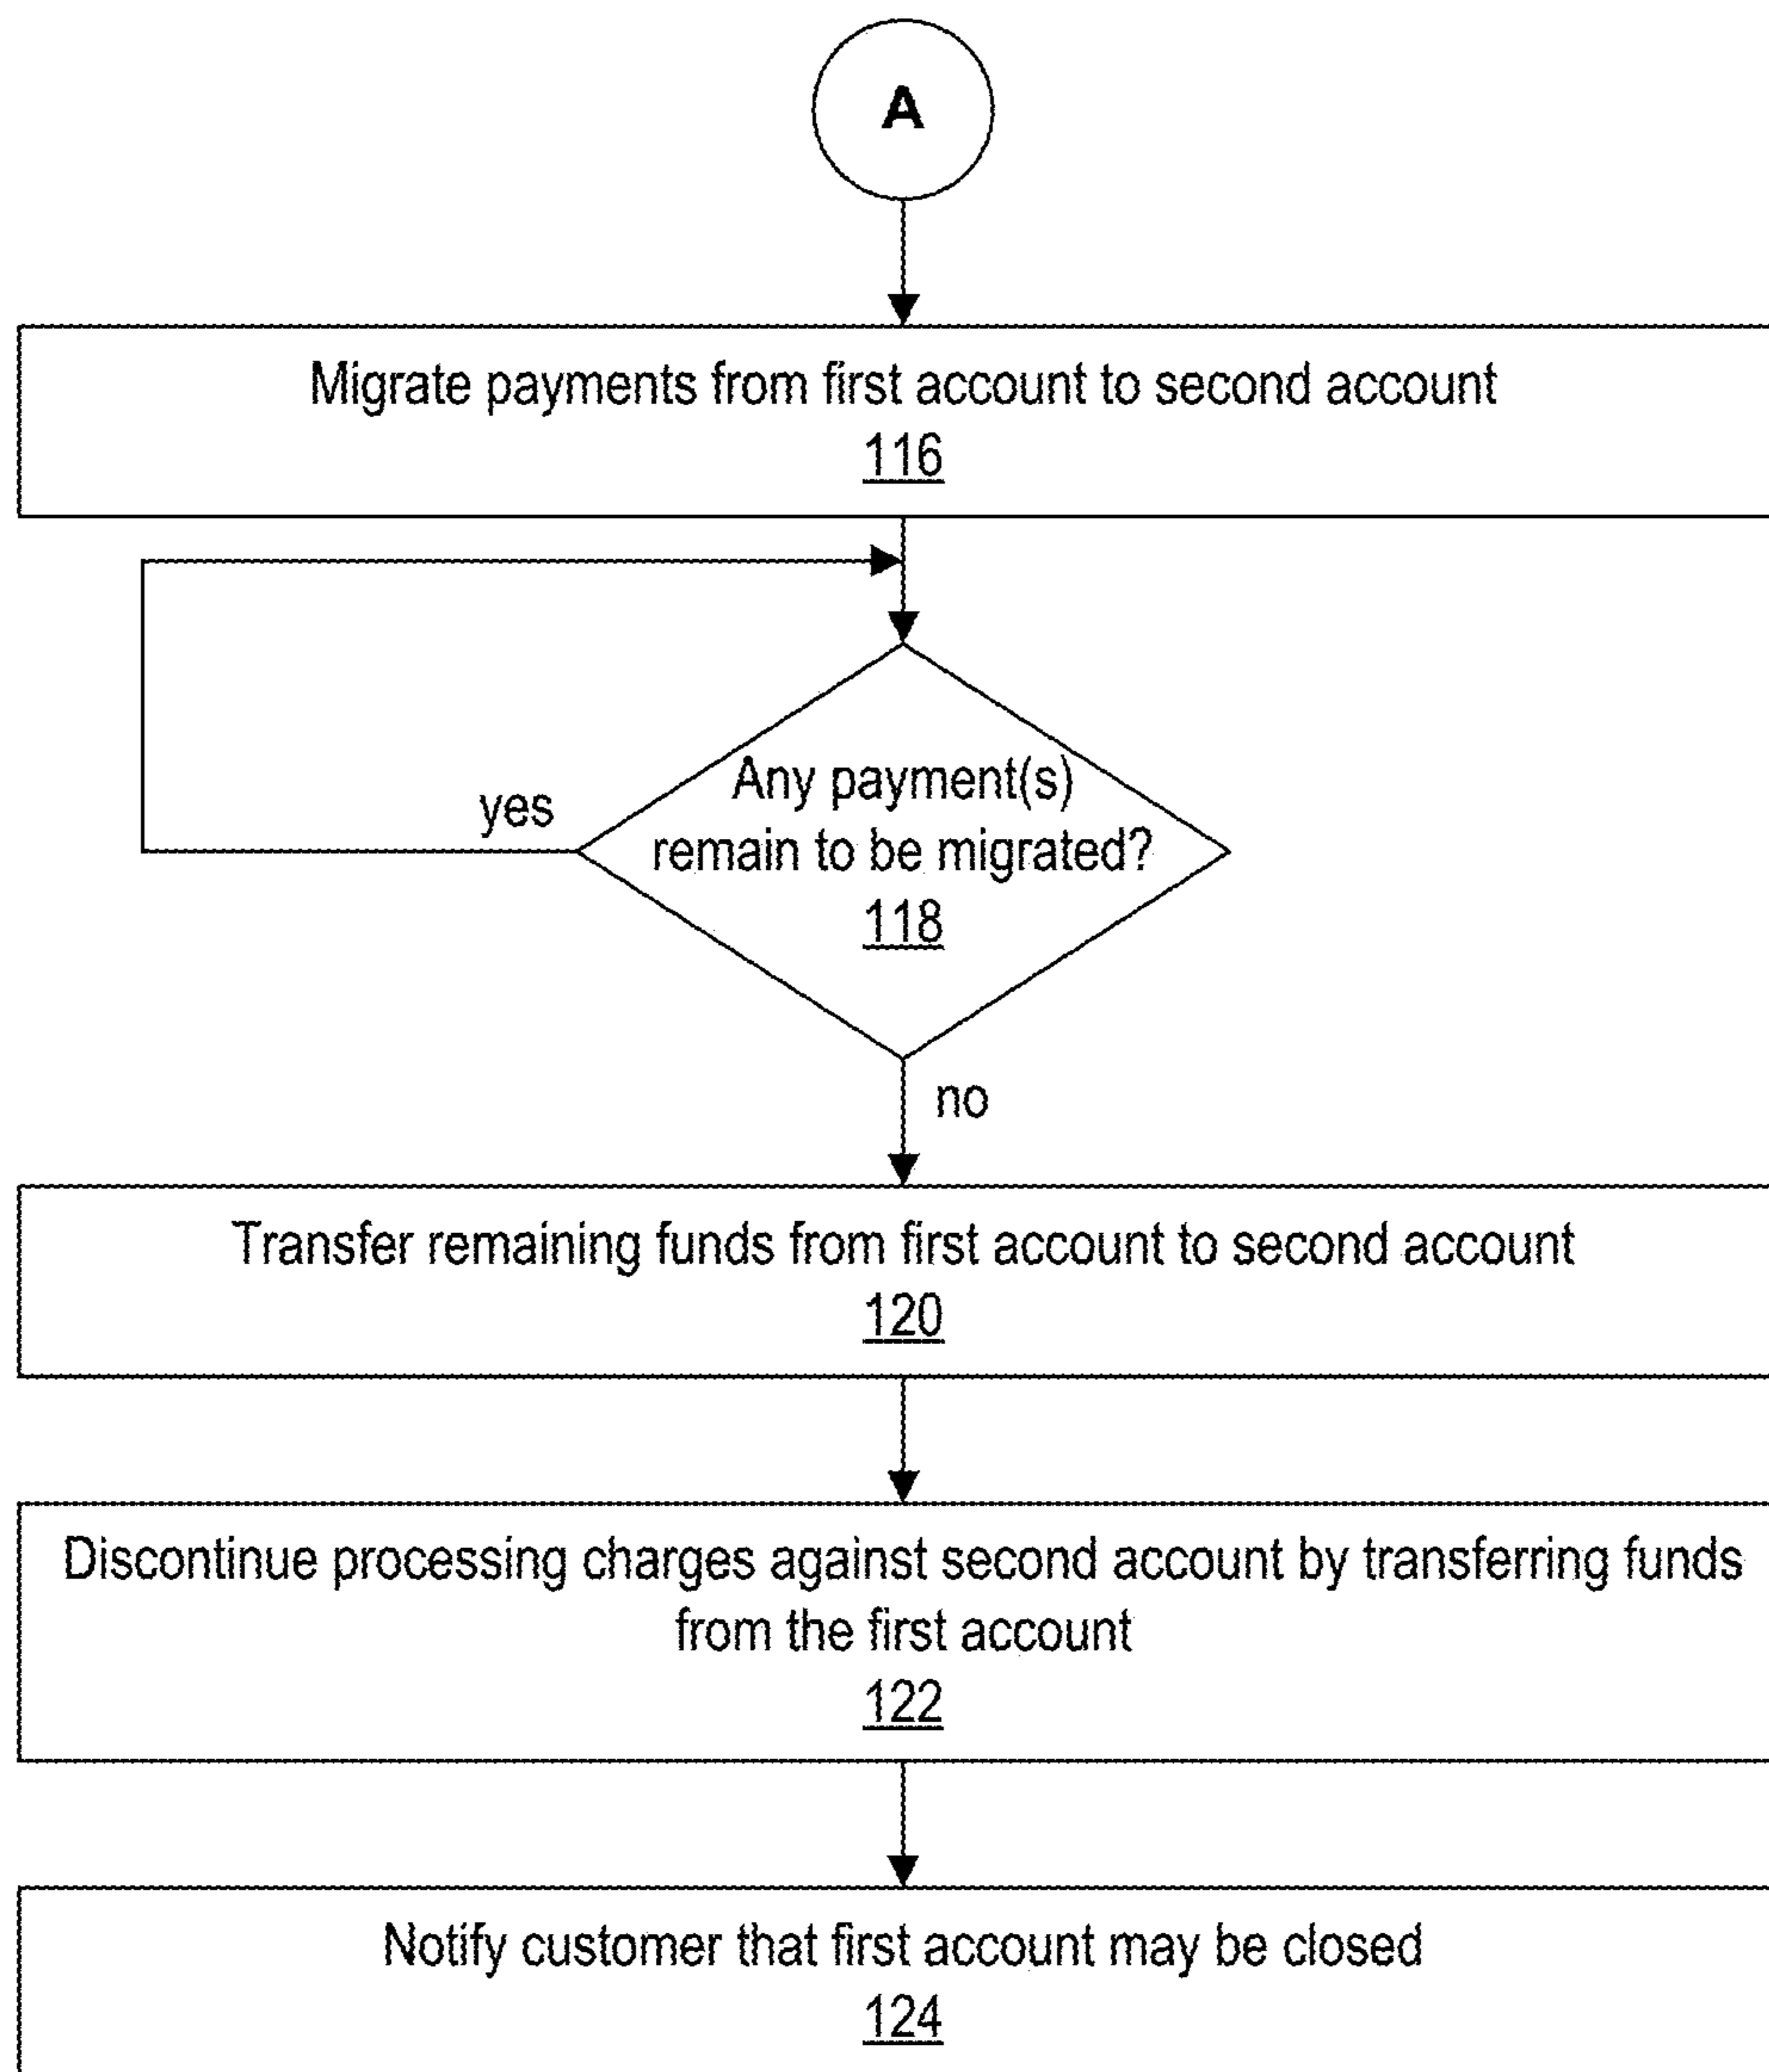 A
Migrate payments from first account to second account
116
Any payment(s)
remain to be migrated?
118
yes
no
Transfer remaining funds from first account to second account
120
Discontinue processing charges against second account by transferring funds
from the first account
122
Notify customer that first account may be closed
124